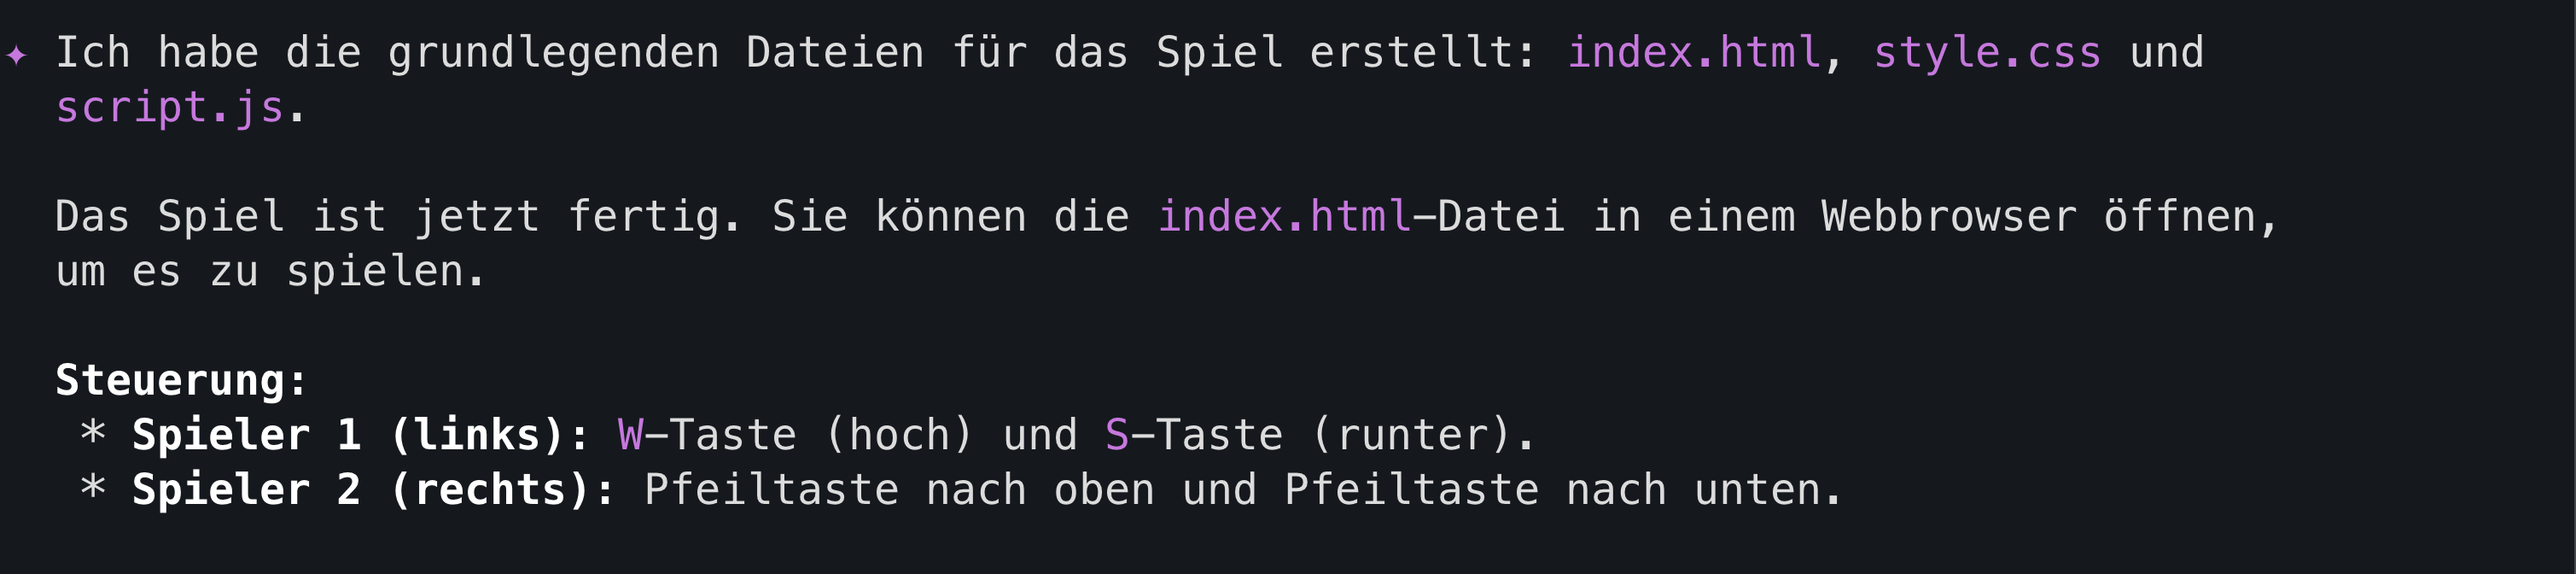 ✦ Ich habe die grundlegenden Dateien für das Spiel erstellt: index.html, style.css und
script.js.
Das Spiel ist jetzt fertig. Sie können die index.html-Datei in einem Webbrowser öffnen,
um es zu spielen.
Steuerung:
* Spieler 1 (links): W-Taste (hoch) und S-Taste (runter).
* Spieler 2 (rechts): Pfeiltaste nach oben und Pfeiltaste nach unten.